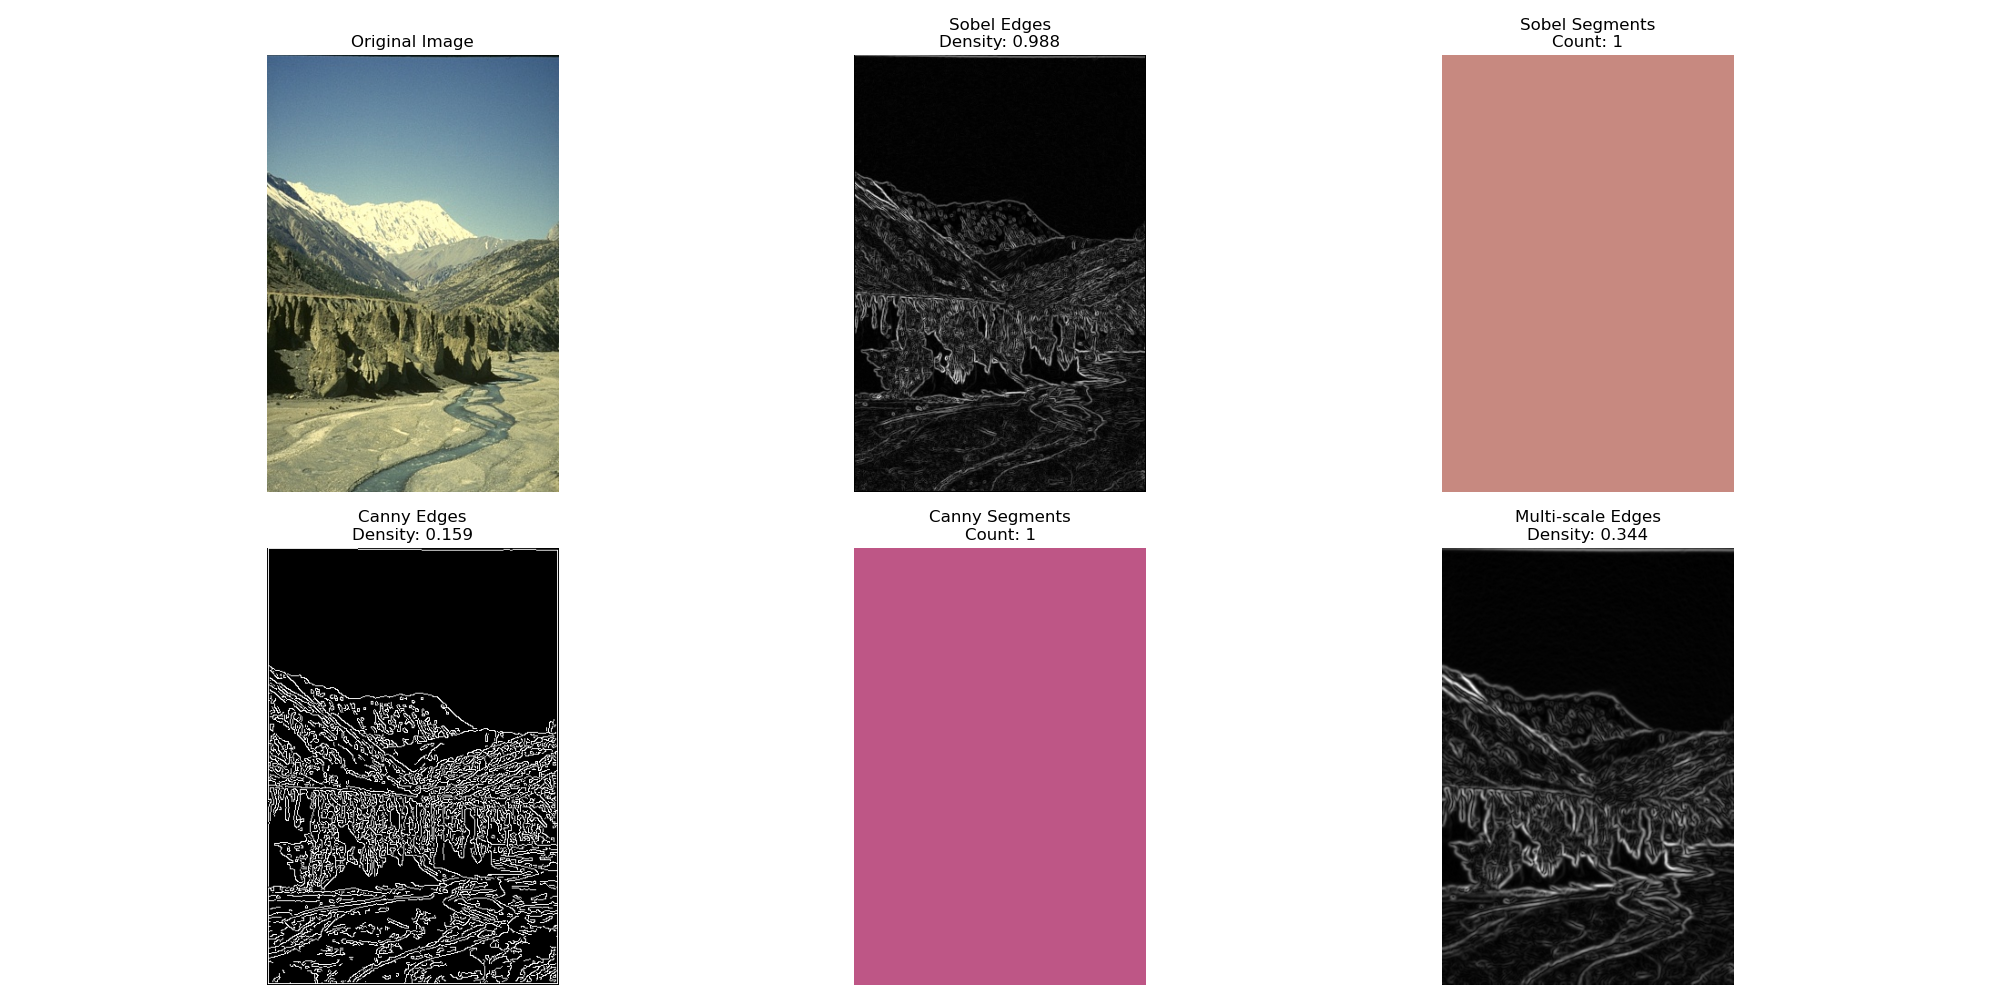 Original Image
Sobel Edges
Density: 0.988
Sobel Segments
Count: 1
Canny Edges
Density: 0.159
Canny Segments
Count: 1
Multi-scale Edges
Density: 0.344